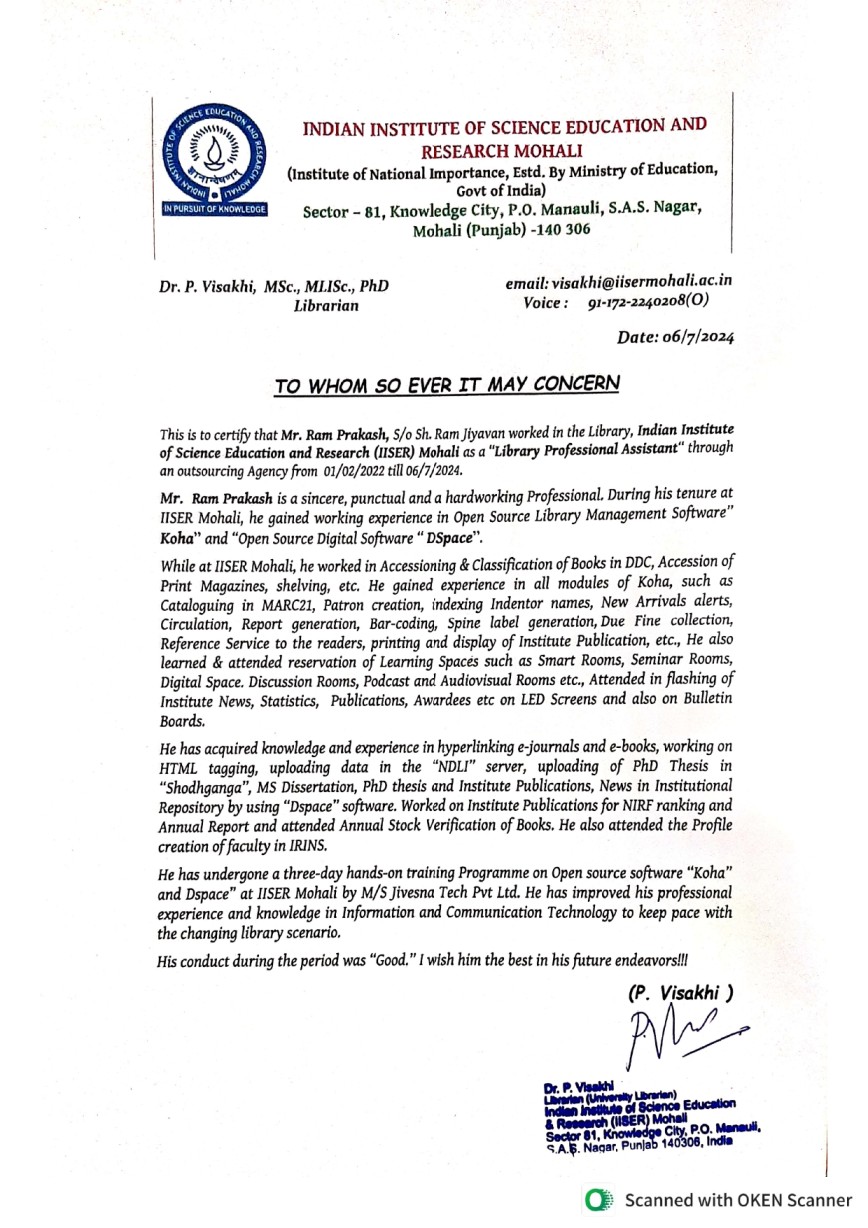 INDIAN INSTITUTE OF SCIENCE EDUCATION AND RESEARCH MOHALI
ज्ञानान्वेषणम्
IN PURSUIT OF KNOWLEDGE
INDIAN INSTITUTE OF SCIENCE EDUCATION AND
RESEARCH MOHALI
(Institute of National Importance, Estd. By Ministry of Education,
Govt of India)
Sector – 81, Knowledge City, P.O. Manauli, S.A.S. Nagar,
Mohali (Punjab) -140 306
Dr. P. Visakhi, MSc., MLISc., PhD
Librarian
email: visakhi@iisermohali.ac.in
Voice : 91-172-2240208(O)
Date: 06/7/2024
TO WHOM SO EVER IT MAY CONCERN
This is to certify that Mr. Ram Prakash, S/o Sh. Ram Jiyavan worked in the Library, Indian Institute
of Science Education and Research (IISER) Mohali as a "Library Professional Assistant" through
an outsourcing Agency from 01/02/2022 till 06/7/2024.
Mr. Ram Prakash is a sincere, punctual and a hardworking Professional. During his tenure at
IISER Mohali, he gained working experience in Open Source Library Management Software"
Koha" and "Open Source Digital Software " DSpace".
While at IISER Mohali, he worked in Accessioning & Classification of Books in DDC, Accession of
Print Magazines, shelving, etc. He gained experience in all modules of Koha, such as
Cataloguing in MARC21, Patron creation, indexing Indentor names, New Arrivals alerts,
Circulation, Report generation, Bar-coding, Spine label generation, Due Fine collection,
Reference Service to the readers, printing and display of Institute Publication, etc., He also
learned & attended reservation of Learning Spaces such as Smart Rooms, Seminar Rooms,
Digital Space. Discussion Rooms, Podcast and Audiovisual Rooms etc., Attended in flashing of
Institute News, Statistics, Publications, Awardees etc on LED Screens and also on Bulletin
Boards.
He has acquired knowledge and experience in hyperlinking e-journals and e-books, working on
HTML tagging, uploading data in the "NDLI" server, uploading of PhD Thesis in
"Shodhganga", MS Dissertation, PhD thesis and Institute Publications, News in Institutional
Repository by using "Dspace" software. Worked on Institute Publications for NIRF ranking and
Annual Report and attended Annual Stock Verification of Books. He also attended the Profile
creation of faculty in IRINS.
He has undergone a three-day hands-on training Programme on Open source software "Koha"
and Dspace" at IISER Mohali by M/S Jivesna Tech Pvt Ltd. He has improved his professional
experience and knowledge in Information and Communication Technology to keep pace with
the changing library scenario.
His conduct during the period was "Good." I wish him the best in his future endeavors!!!
(P. Visakhi )
Dr. P. Visakhi
Librarian (University Librarian)
Indian Institute of Science Education
& Research (IISER) Mohali
Sector 81, Knowledge City, P.O. Manauli,
S.A.S. Nagar, Punjab 140306, India
Scanned with OKEN Scanner